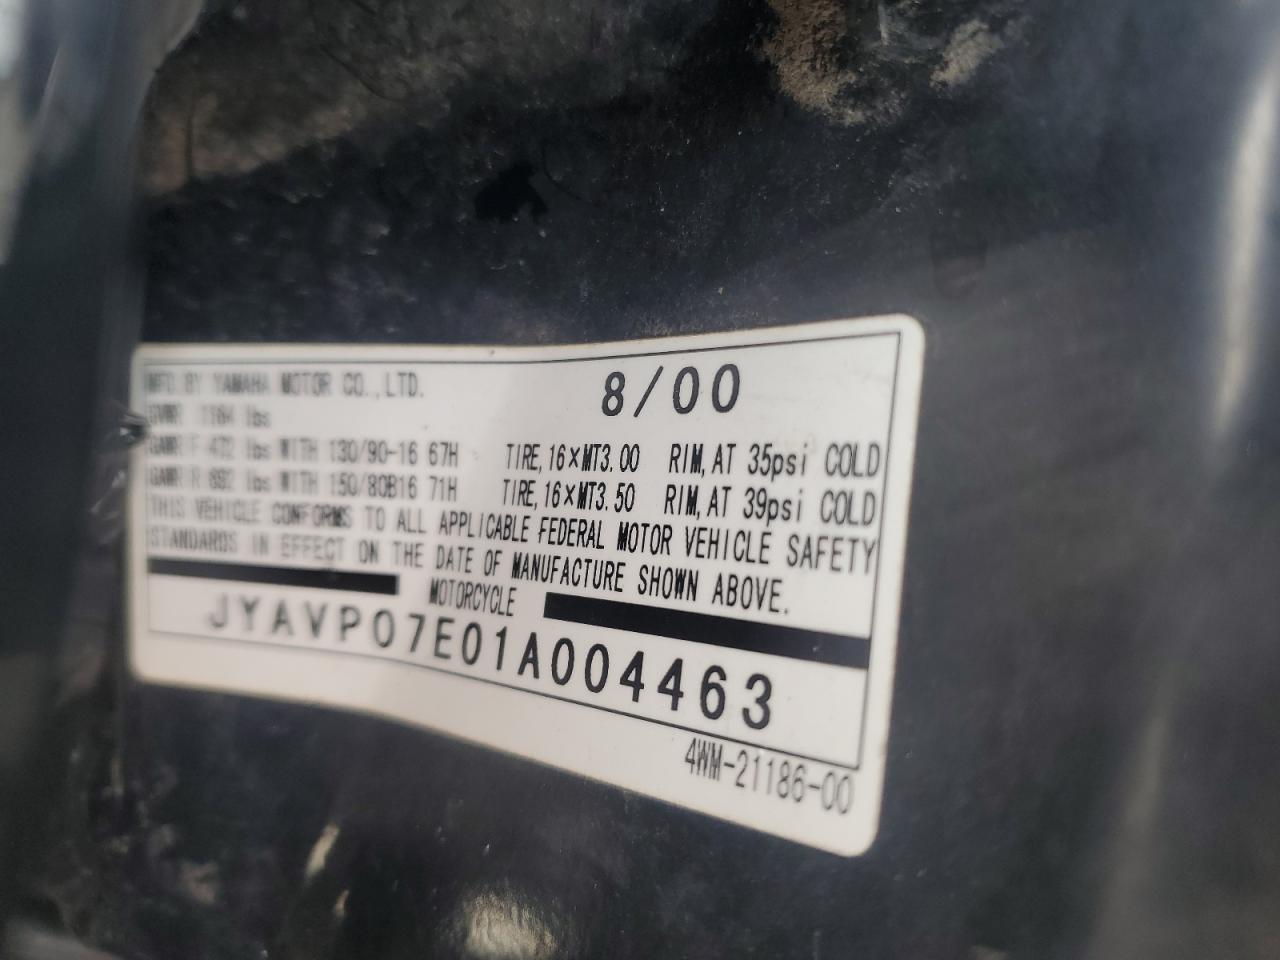 MFD. BY YAMAHA MOTOR CO., LTD. 8/00
GVWR 1164 lbs
GAWR F 472 lbs WITH 130/90-16 67H TIRE, 16×MT3.00 RIM, AT 35psi COLD
GAWR R 692 lbs WITH 150/80B16 71H TIRE, 16×MT3.50 RIM, AT 39psi COLD
THIS VEHICLE CONFORMS TO ALL APPLICABLE FEDERAL MOTOR VEHICLE SAFETY
STANDARDS IN EFFECT ON THE DATE OF MANUFACTURE SHOWN ABOVE.
MOTORCYCLE
JYAVP07E01A004463
4WM-21186-00